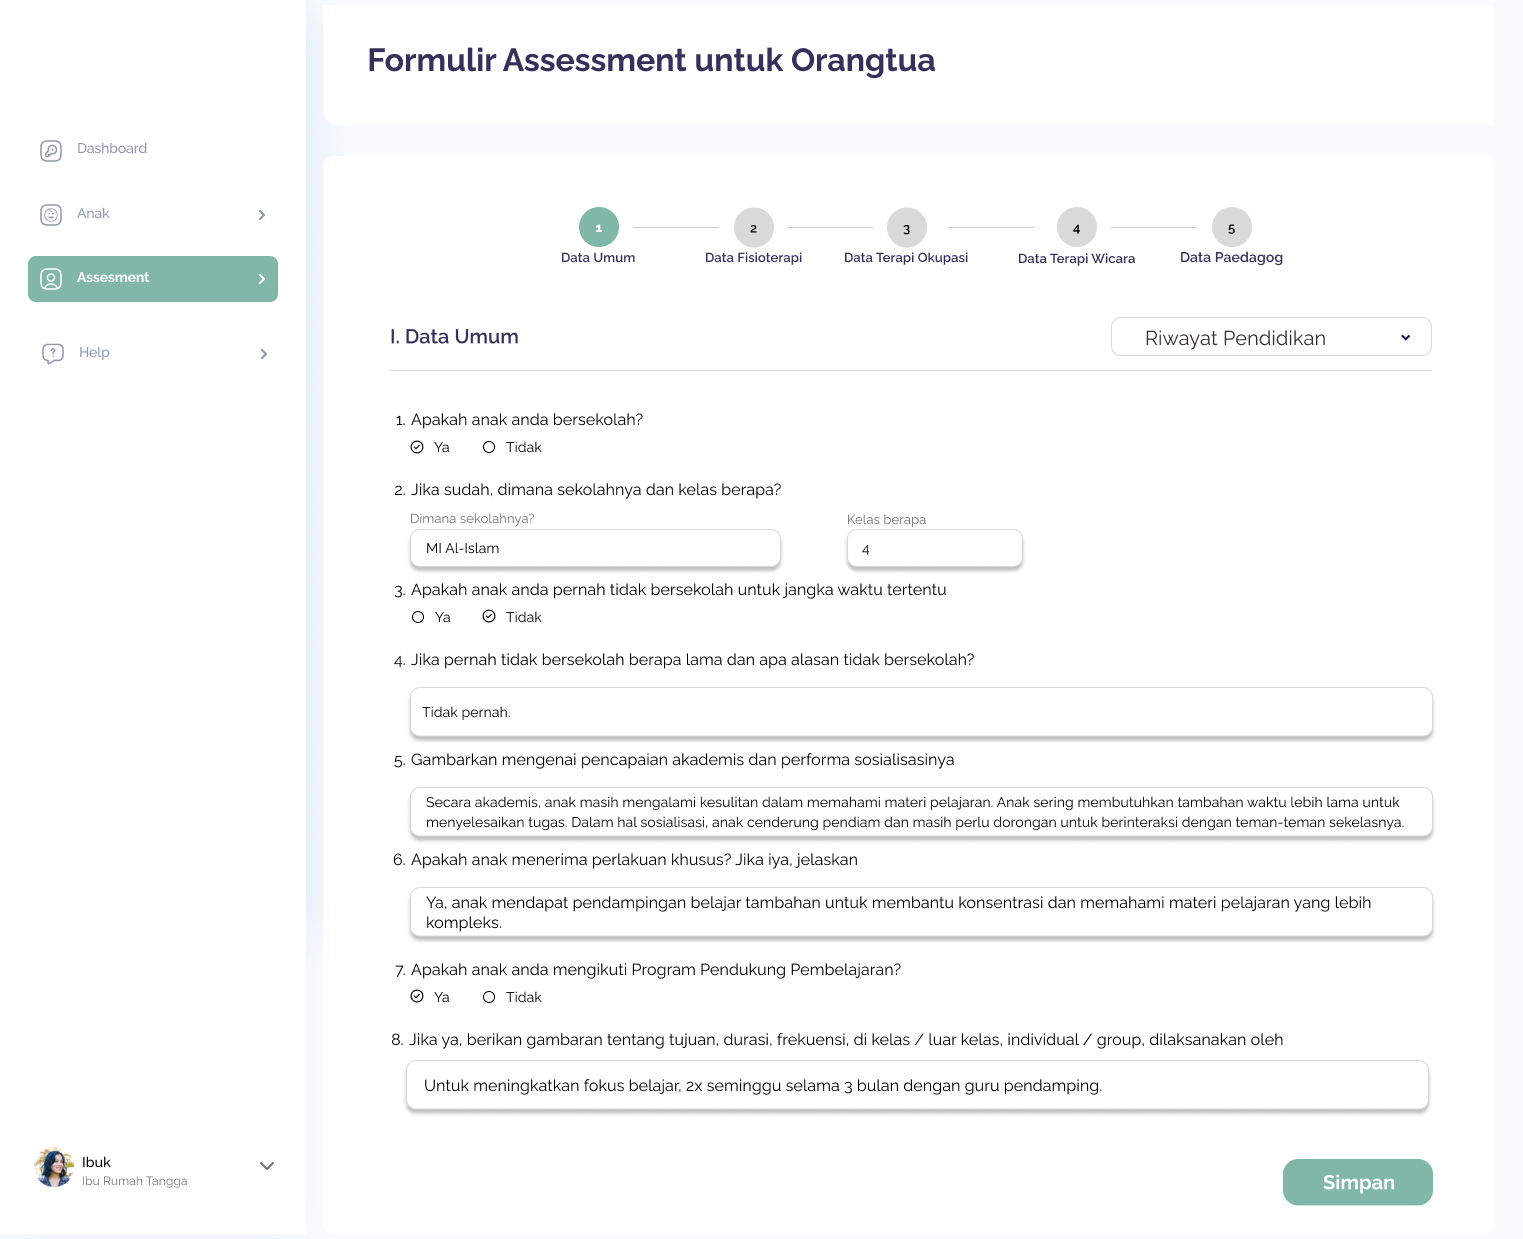 Formulir Assessment untuk Orangtua
Dashboard
Anak
Assesment
Help
1
2
3
4
5
Data Umum
Data Fisioterapi
Data Terapi Okupasi
Data Terapi Wicara
Data Paedagog
I. Data Umum
Riwayat Pendidikan
1. Apakah anak anda bersekolah?
Ya Tidak
2. Jika sudah, dimana sekolahnya dan kelas berapa?
Dimana sekolahnya? Kelas berapa
MI Al-Islam 4
3. Apakah anak anda pernah tidak bersekolah untuk jangka waktu tertentu
Ya Tidak
4. Jika pernah tidak bersekolah berapa lama dan apa alasan tidak bersekolah?
Tidak pernah.
5. Gambarkan mengenai pencapaian akademis dan performa sosialisasinya
Secara akademis, anak masih mengalami kesulitan dalam memahami materi pelajaran. Anak sering membutuhkan tambahan waktu lebih lama untuk
menyelesaikan tugas. Dalam hal sosialisasi, anak cenderung pendiam dan masih perlu dorongan untuk berinteraksi dengan teman-teman sekelasnya.
6. Apakah anak menerima perlakuan khusus? Jika iya, jelaskan
Ya, anak mendapat pendampingan belajar tambahan untuk membantu konsentrasi dan memahami materi pelajaran yang lebih
kompleks.
7. Apakah anak anda mengikuti Program Pendukung Pembelajaran?
Ya Tidak
8. Jika ya, berikan gambaran tentang tujuan, durasi, frekuensi, di kelas / luar kelas, individual / group, dilaksanakan oleh
Untuk meningkatkan fokus belajar, 2x seminggu selama 3 bulan dengan guru pendamping.
Ibuk
Ibu Rumah Tangga
Simpan